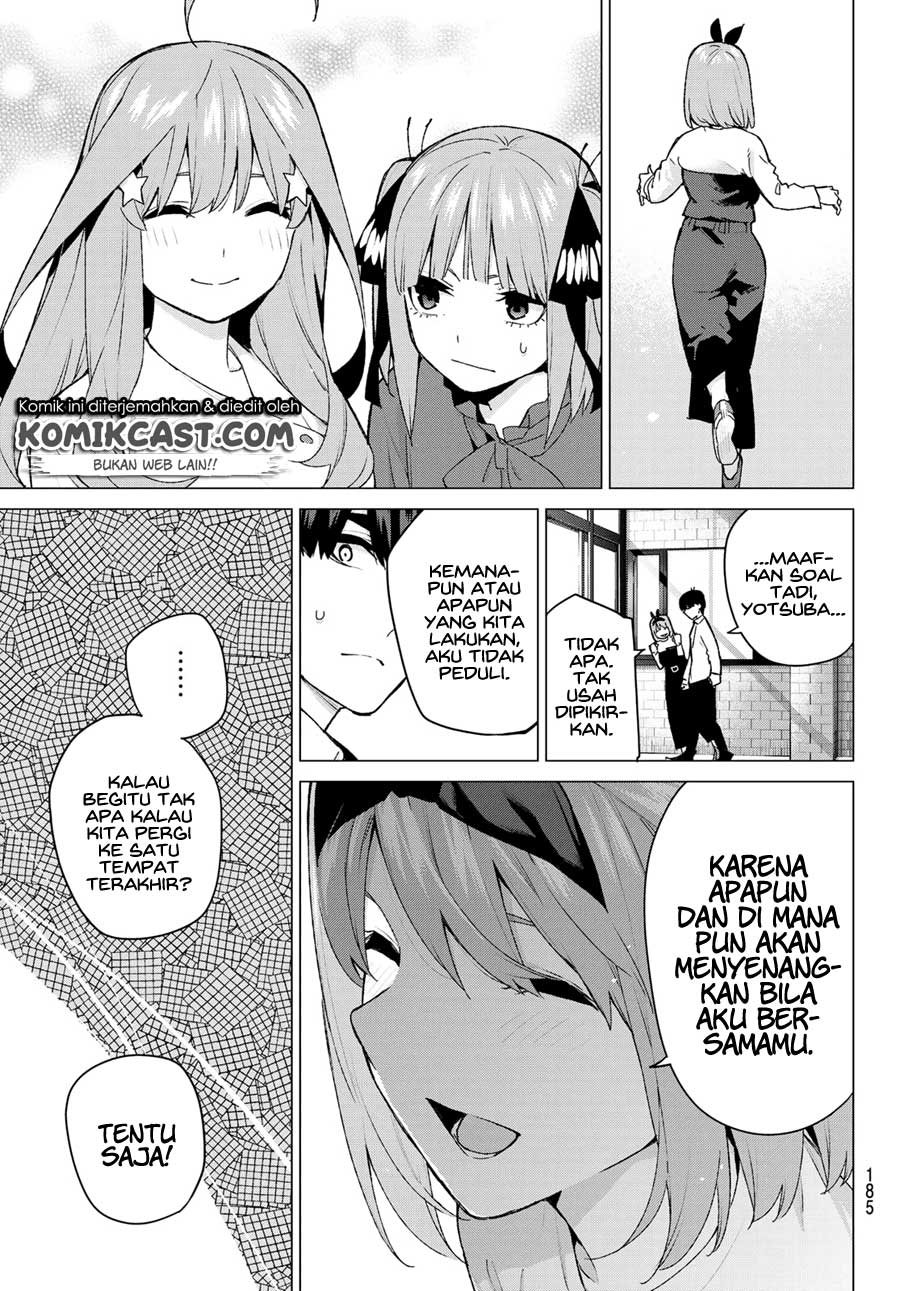 Komik ini diterjemahkan & diedit oleh
KOMIKCAST.COM
BUKAN WEB LAIN!!
...MAAF-
KAN SOAL
TADI,
YOTSUBA...
TIDAK
APA.
TAK
USAH
DIPIKIR-
KAN.
KEMANA-
PUN ATAU
APAPUN
YANG KITA
LAKUKAN,
AKU TIDAK
PEDULI.
KARENA
APAPUN
DAN DI MANA
PUN AKAN
MENYENANG-
KAN BILA
AKU BER-
SAMAMU.
......
KALAU
BEGITU TAK
APA KALAU
KITA PERGI
KE SATU
TEMPAT
TERAKHIR?
TENTU
SAJA!
185